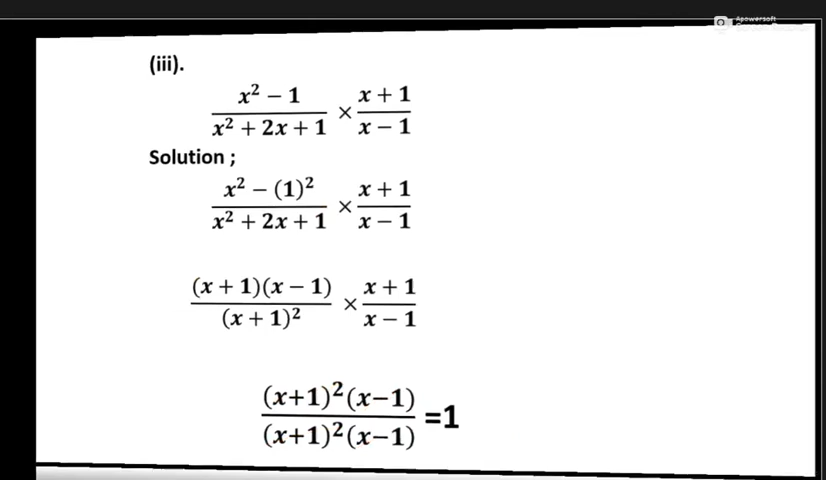 Apowersoft
(iii).
x² − 1 / x² + 2x + 1 × x + 1 / x − 1
Solution ;
x² − (1)² / x² + 2x + 1 × x + 1 / x − 1
(x + 1)(x − 1) / (x + 1)² × x + 1 / x − 1
(x+1)²(x−1) / (x+1)²(x−1) =1